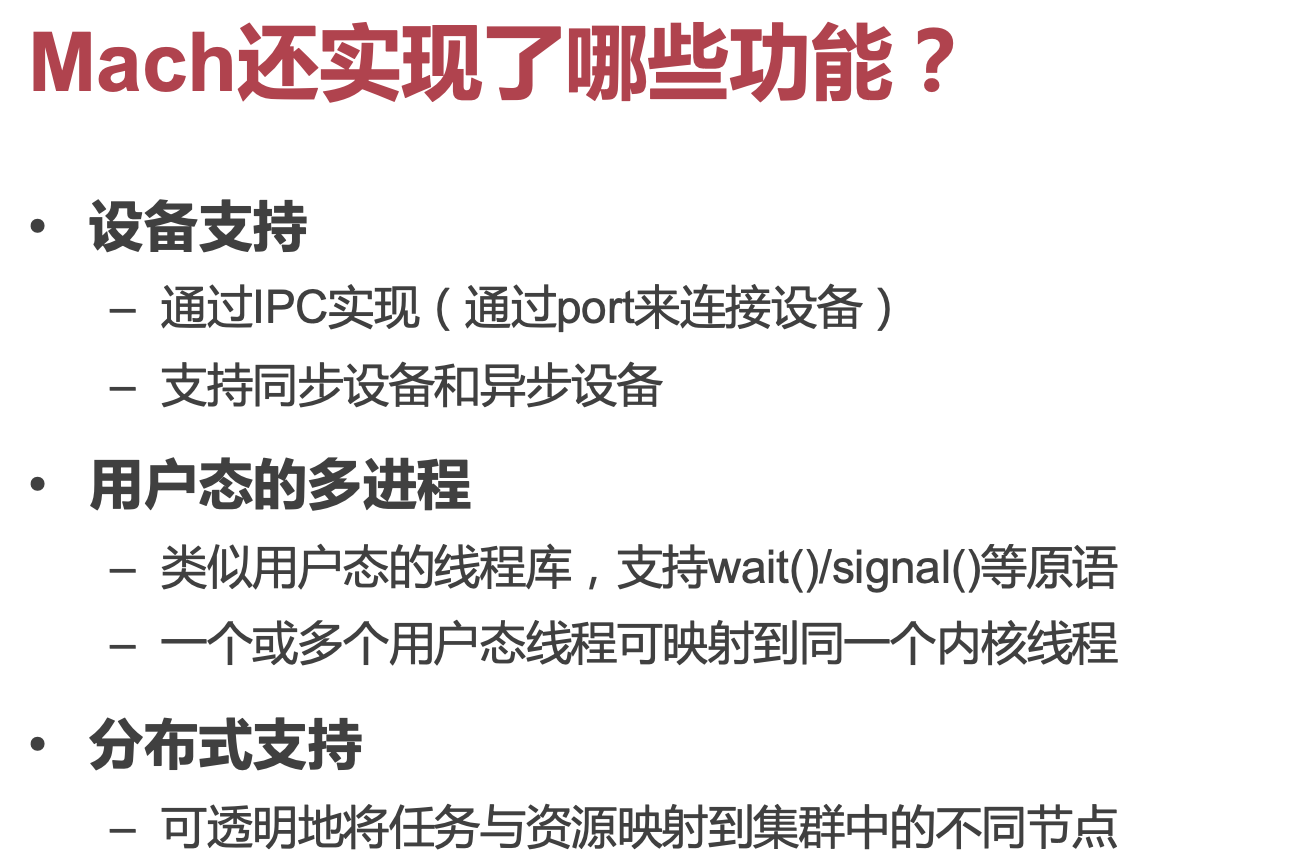 Mach还实现了哪些功能？
• 设备支持
– 通过IPC实现（通过port来连接设备）
– 支持同步设备和异步设备
• 用户态的多进程
– 类似用户态的线程库，支持wait()/signal()等原语
– 一个或多个用户态线程可映射到同一个内核线程
• 分布式支持
– 可透明地将任务与资源映射到集群中的不同节点